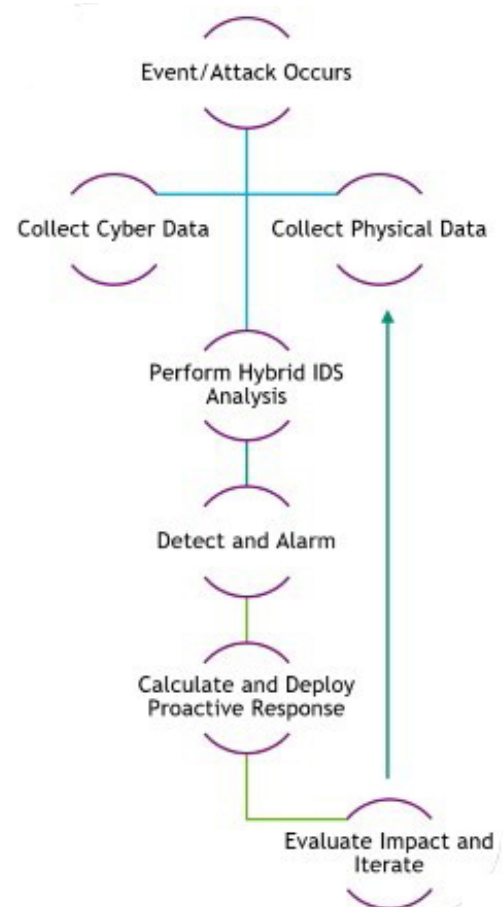 Event/Attack Occurs
Collect Cyber Data
Collect Physical Data
Perform Hybrid IDS
Analysis
Detect and Alarm
Calculate and Deploy
Proactive Response
Evaluate Impact and
Iterate